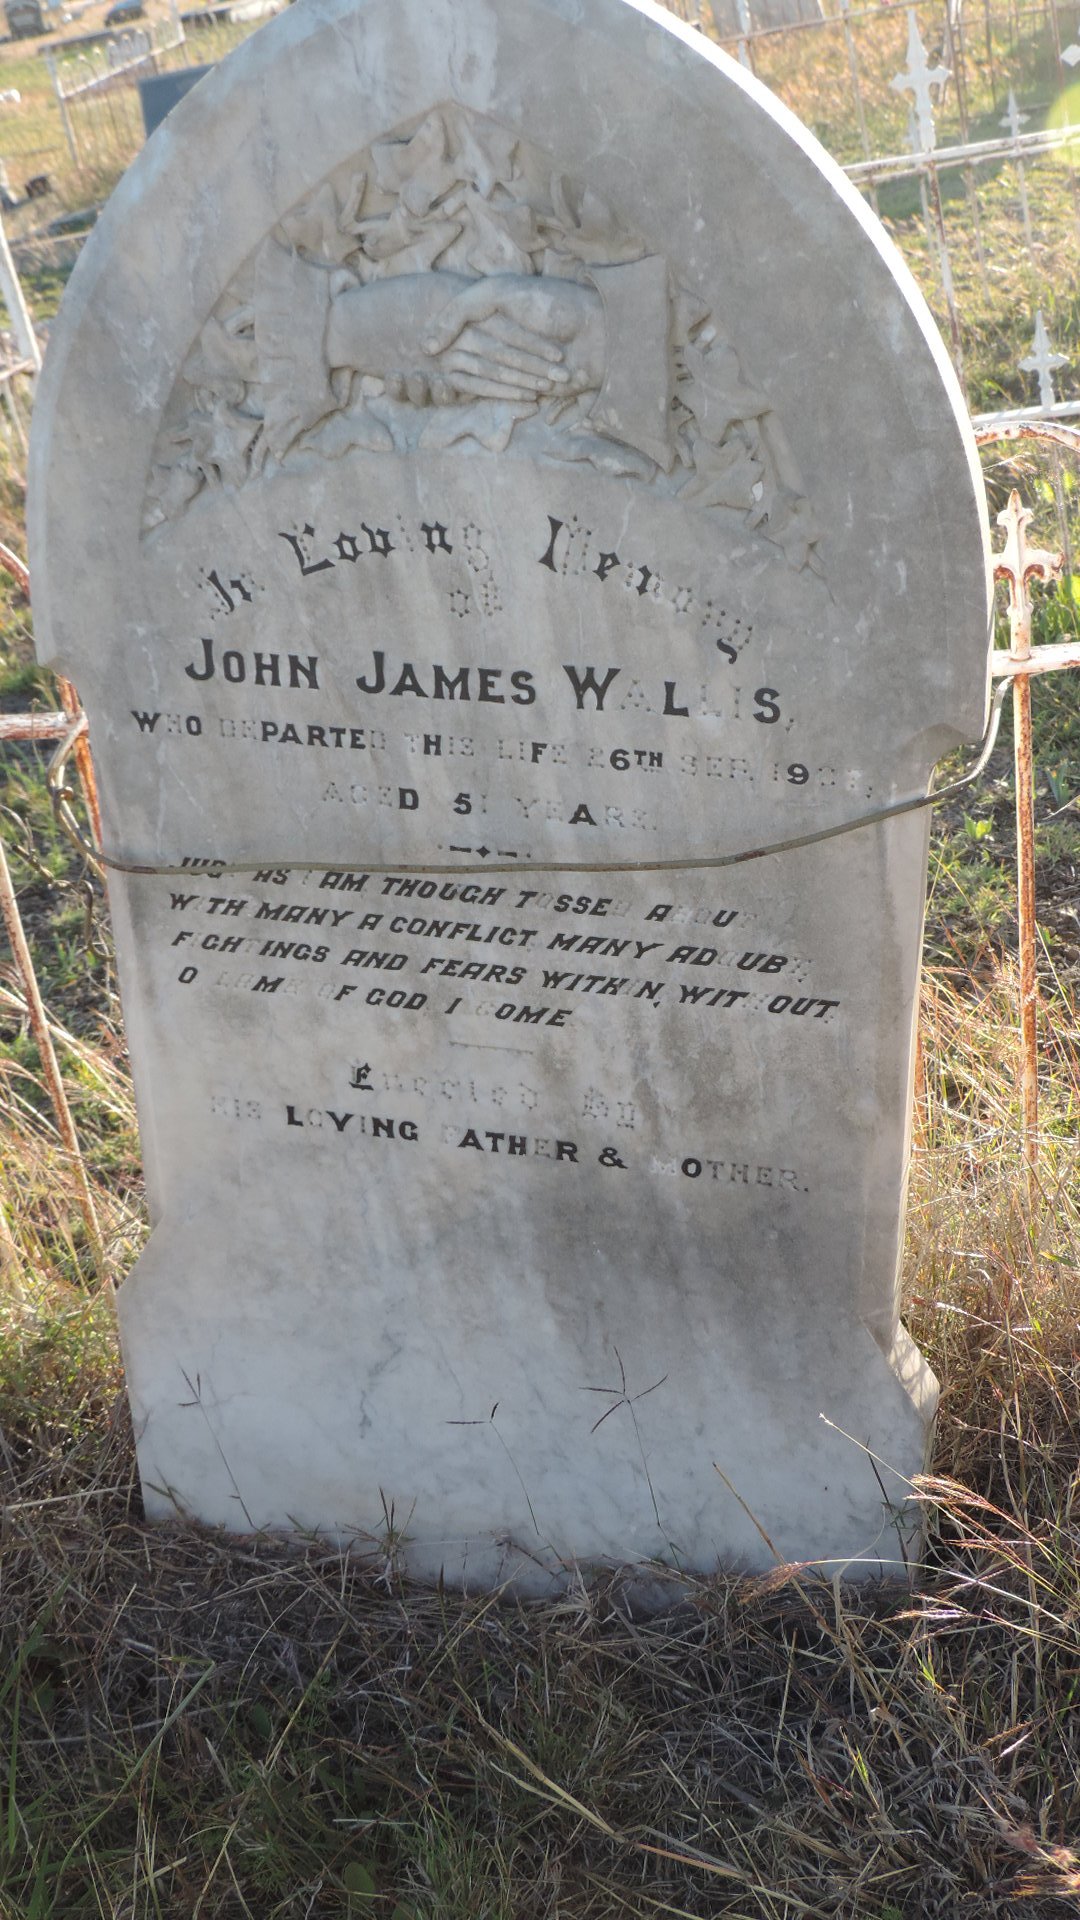 In Loving Memory
of
JOHN JAMES WALLIS,
WHO DEPARTED THIS LIFE 26TH SEP.
AGED 51 YEARS.
JUST AS I AM THOUGH TOSSED ABOUT
WITH MANY A CONFLICT, MANY A DOUBT,
FIGHTINGS AND FEARS WITHIN, WITHOUT,
O LAMB OF GOD, I COME.
Erected By
HIS LOVING FATHER & MOTHER.